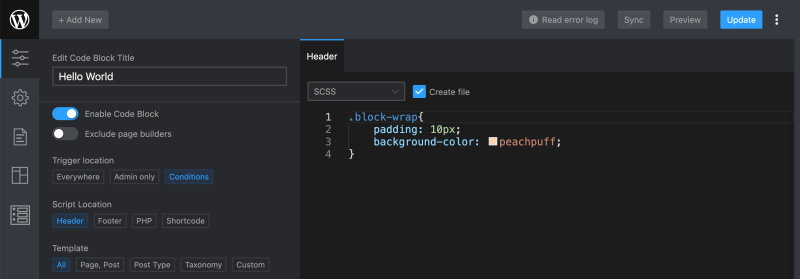 + Add New
Read error log Sync Preview Update
Edit Code Block Title
Hello World
Enable Code Block
Exclude page builders
Trigger location
Everywhere Admin only Conditions
Script Location
Header Footer PHP Shortcode
Template
All Page, Post Post Type Taxonomy Custom
Header
SCSS Create file
1 .block-wrap{
2 padding: 10px;
3 background-color: peachpuff;
4 }